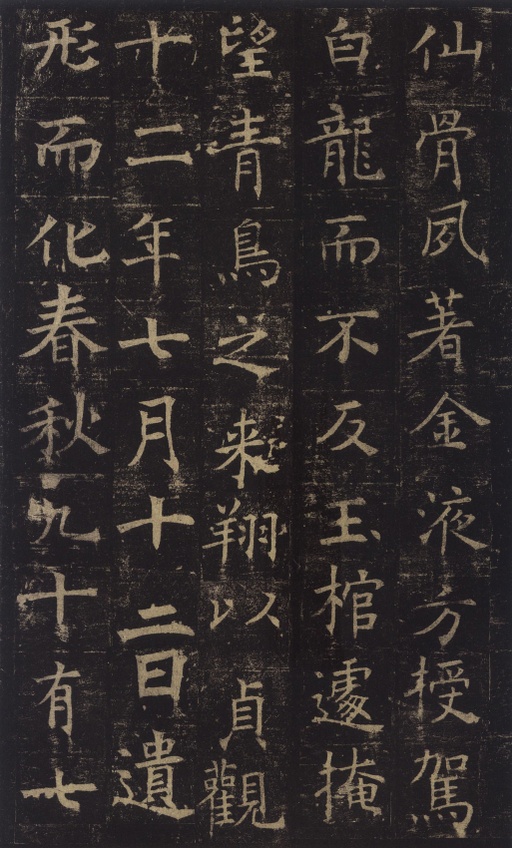 仙骨夙著金液方授駕
白龍而不反玉棺遽掩
望青鳥之来翔以貞觀
十二年七月十二日遺
形而化春秋九十有七